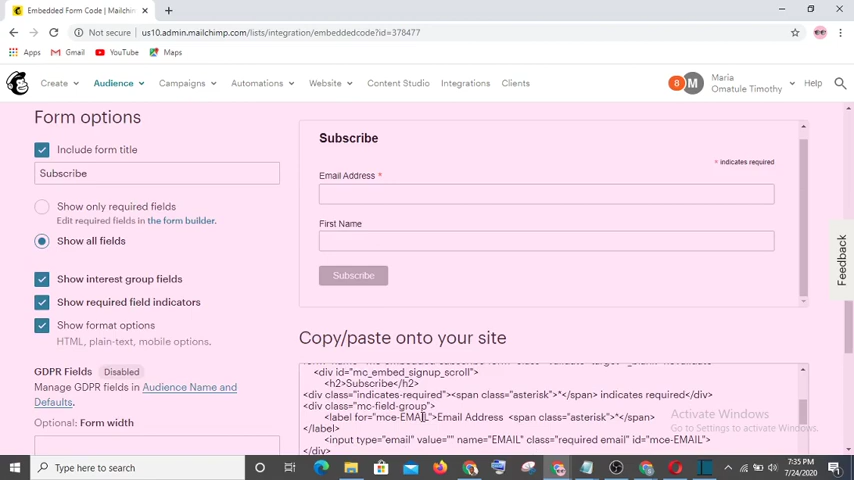 Embedded Form Code | Mailchim
Not secure | us10.admin.mailchimp.com/lists/integration/embeddedcode?id=378477
Apps Gmail YouTube Maps
Create Audience Campaigns Automations Website Content Studio Integrations Clients 8 M Maria Omatule Timothy Help
Form options
Include form title
Subscribe
Show only required fields
Edit required fields in the form builder.
Show all fields
Show interest group fields
Show required field indicators
Show format options
HTML, plain-text, mobile options.
GDPR Fields Disabled
Manage GDPR fields in Audience Name and
Defaults.
Optional: Form width
Subscribe
* indicates required
Email Address *
First Name
Subscribe
Copy/paste onto your site
<div id="mc_embed_signup_scroll">
<h2>Subscribe</h2>
<div class="indicates-required"><span class="asterisk">*</span> indicates required</div>
<div class="mc-field-group">
<label for="mce-EMAIL">Email Address <span class="asterisk">*</span>
</label>
<input type="email" value="" name="EMAIL" class="required email" id="mce-EMAIL">
</div>
Feedback
Activate Windows
Go to Settings to activate Windows.
Type here to search
7:35 PM
7/24/2020